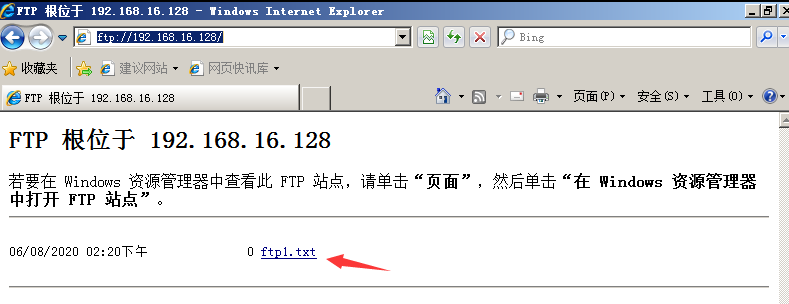 FTP 根位于 192.168.16.128 - Windows Internet Explorer
ftp://192.168.16.128/
Bing
收藏夹 建议网站 网页快讯库
FTP 根位于 192.168.16.128 页面(P) 安全(S) 工具(O)
FTP 根位于 192.168.16.128
若要在 Windows 资源管理器中查看此 FTP 站点，请单击“页面”，然后单击“在 Windows 资源管理器
中打开 FTP 站点”。
06/08/2020 02:20下午 0 ftp1.txt